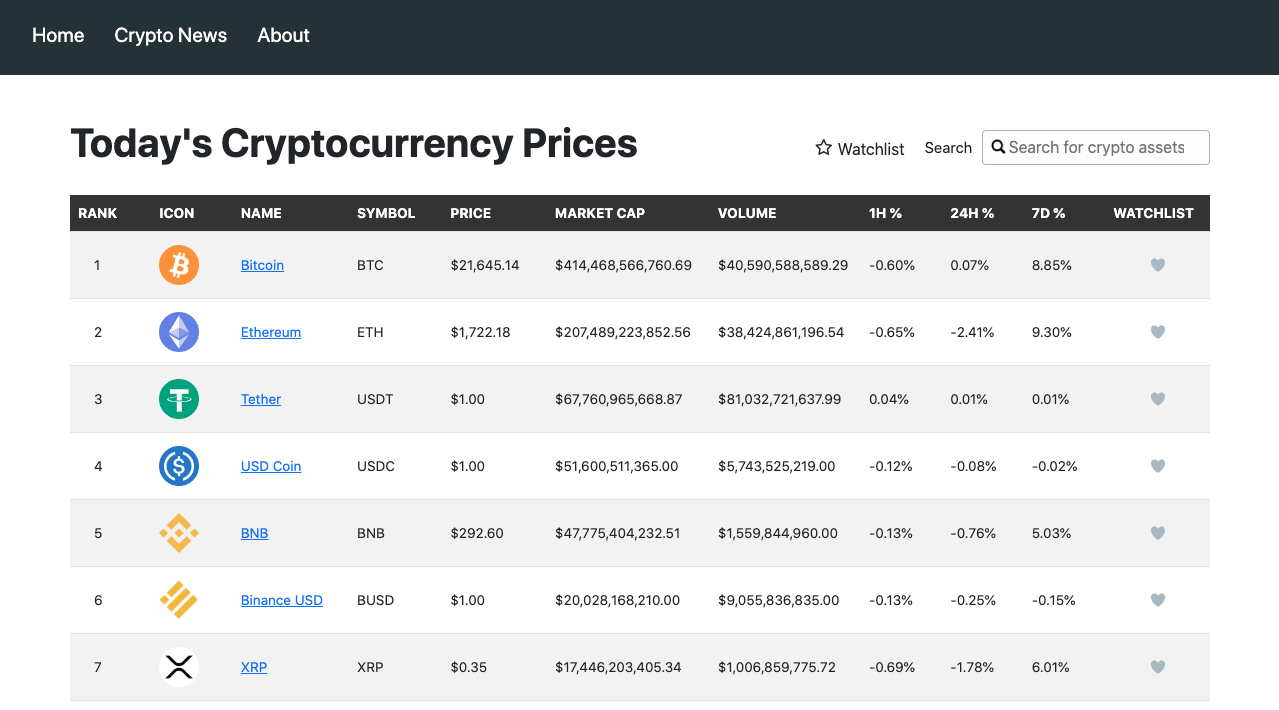 Home Crypto News About
Today's Cryptocurrency Prices
Watchlist Search Search for crypto assets
RANK ICON NAME SYMBOL PRICE MARKET CAP VOLUME 1H % 24H % 7D % WATCHLIST
1 Bitcoin BTC $21,645.14 $414,468,566,760.69 $40,590,588,589.29 -0.60% 0.07% 8.85%
2 Ethereum ETH $1,722.18 $207,489,223,852.56 $38,424,861,196.54 -0.65% -2.41% 9.30%
3 Tether USDT $1.00 $67,760,965,668.87 $81,032,721,637.99 0.04% 0.01% 0.01%
4 USD Coin USDC $1.00 $51,600,511,365.00 $5,743,525,219.00 -0.12% -0.08% -0.02%
5 BNB BNB $292.60 $47,775,404,232.51 $1,559,844,960.00 -0.13% -0.76% 5.03%
6 Binance USD BUSD $1.00 $20,028,168,210.00 $9,055,836,835.00 -0.13% -0.25% -0.15%
7 XRP XRP $0.35 $17,446,203,405.34 $1,006,859,775.72 -0.69% -1.78% 6.01%